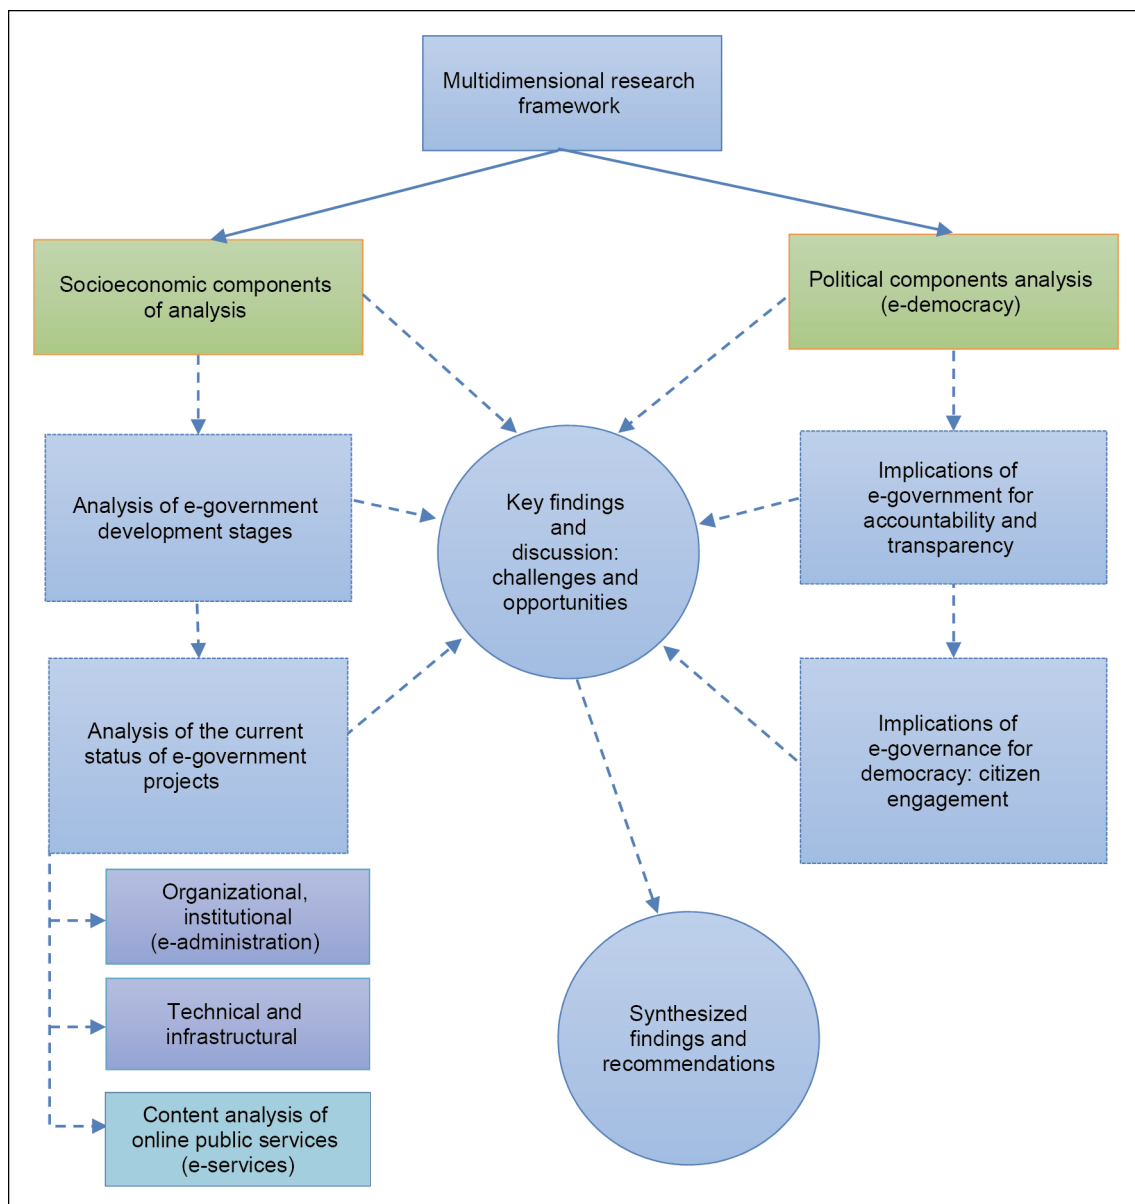 Multidimensional research
framework
Socioeconomic components
of analysis
Political components analysis
(e-democracy)
Analysis of e-government
development stages
Key findings
and
discussion:
challenges and
opportunities
Implications of
e-government for
accountability and
transparency
Analysis of the current
status of e-government
projects
Implications of
e-governance for
democracy: citizen
engagement
Organizational,
institutional
(e-administration)
Technical and
infrastructural
Content analysis of
online public services
(e-services)
Synthesized
findings and
recommendations